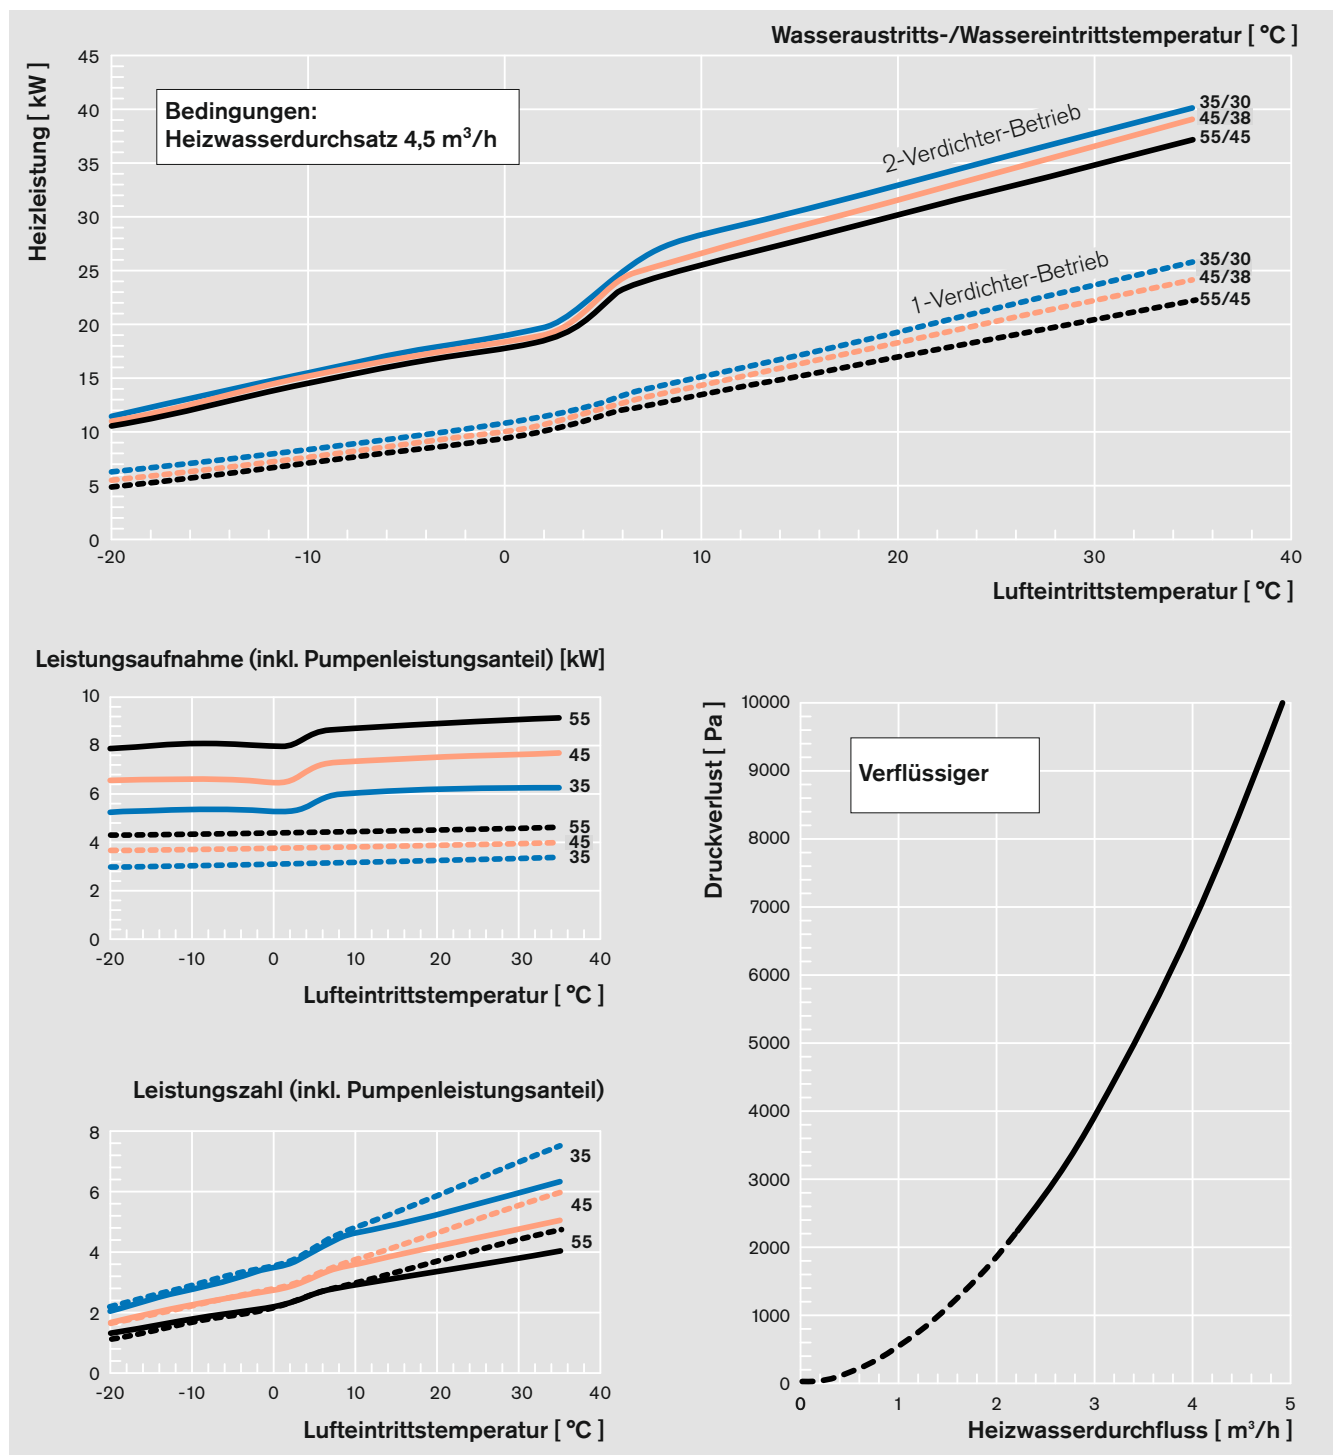 Wasseraustritts-/Wassereintrittstemperatur [ °C ]
Heizleistung [ kW ]
45
40
35
30
25
20
15
10
5
0
Bedingungen:
Heizwasserdurchsatz 4,5 m³/h
2-Verdichter-Betrieb
35/30
45/38
55/45
1-Verdichter-Betrieb
35/30
45/38
55/45
-20 -10 0 10 20 30 40
Lufteintrittstemperatur [ °C ]
Leistungsaufnahme (inkl. Pumpenleistungsanteil) [kW]
10
8
6
4
2
0
55
45
35
55
45
35
-20 -10 0 10 20 30 40
Lufteintrittstemperatur [ °C ]
Leistungszahl (inkl. Pumpenleistungsanteil)
8
6
4
2
0
35
45
55
-20 -10 0 10 20 30 40
Lufteintrittstemperatur [ °C ]
Druckverlust [ Pa ]
10000
9000
8000
7000
6000
5000
4000
3000
2000
1000
0
Verflüssiger
0 1 2 3 4 5
Heizwasserdurchfluss [ m³/h ]